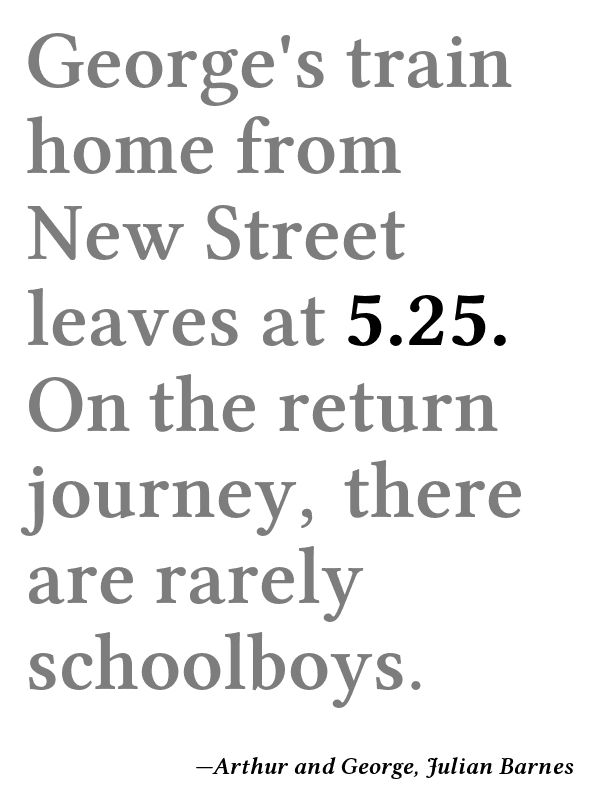 George's train
home from
New Street
leaves at 5.25.
On the return
journey, there
are rarely
schoolboys.
—Arthur and George, Julian Barnes